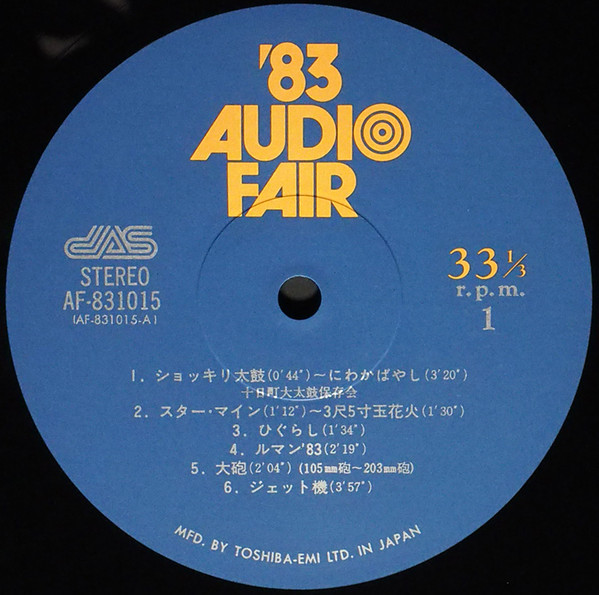 '83
AUDIO
FAIR
JAS
STEREO
AF-831015
(AF-831015-A)
33 1/3
r.p.m.
1
1. ショッキリ太鼓(0'44")～にわかばやし(3'20")
十日町大太鼓保存会
2. スター・マイン(1'12")～3尺5寸玉花火(1'30")
3. ひぐらし(1'34")
4. ルマン'83(2'19")
5. 大砲(2'04") (105mm砲～203mm砲)
6. ジェット機(3'57")
MFD. BY TOSHIBA-EMI LTD. IN JAPAN